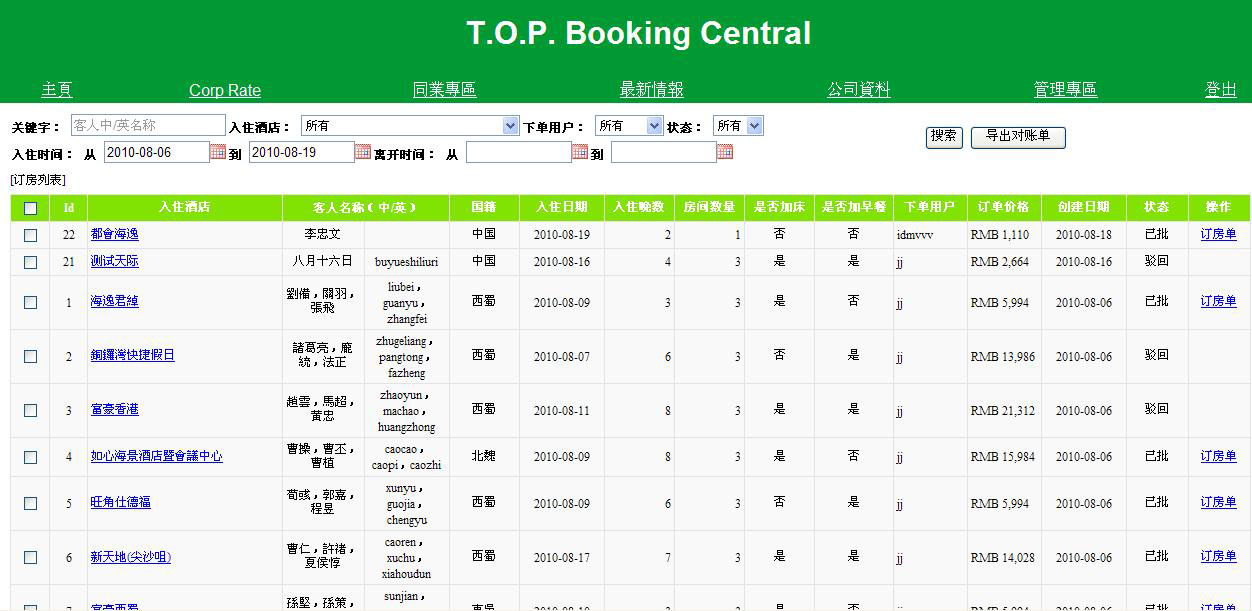 T.O.P. Booking Central
主頁 Corp Rate 同業專區 最新情報 公司資料 管理專區 登出
关键字： 客人中/英名称 入住酒店： 所有 下单用户： 所有 状态： 所有 搜索 导出对账单
入住时间： 从 2010-08-06 到 2010-08-19 离开时间： 从 到
[订房列表]
Id 入住酒店 客人名称（中/英） 国籍 入住日期 入住晚数 房间数量 是否加床 是否加早餐 下单用户 订单价格 创建日期 状态 操作
22 都會海逸 李忠文 中国 2010-08-19 2 1 否 否 idmvvv RMB 1,110 2010-08-18 已批 订房单
21 测试天际 八月十六日 buyueshiliuri 中国 2010-08-16 4 3 是 是 jj RMB 2,664 2010-08-16 驳回
1 海逸君綽 劉備，關羽， 張飛 liubei， guanyu， zhangfei 西蜀 2010-08-09 3 3 是 否 jj RMB 5,994 2010-08-06 已批 订房单
2 銅鑼灣快捷假日 諸葛亮，龐 統，法正 zhugeliang， pangtong， fazheng 西蜀 2010-08-07 6 3 否 是 jj RMB 13,986 2010-08-06 驳回
3 富豪香港 趙雲，馬超， 黄忠 zhaoyun， machao， huangzhong 西蜀 2010-08-11 8 3 是 是 jj RMB 21,312 2010-08-06 驳回
4 如心海景酒店暨會議中心 曹操，曹丕， 曹植 caocao， caopi，caozhi 北魏 2010-08-09 8 3 是 否 jj RMB 15,984 2010-08-06 已批 订房单
5 旺角仕德福 荀彧，郭嘉， 程昱 xunyu， guojia， chengyu 西蜀 2010-08-09 6 3 否 是 jj RMB 5,994 2010-08-06 已批 订房单
6 新天地(尖沙咀) 曹仁，許褚， 夏侯惇 caoren， xuchu， xiahoudun 西蜀 2010-08-17 7 3 是 是 jj RMB 14,028 2010-08-06 已批 订房单
孫堅，孫策， sunjian，